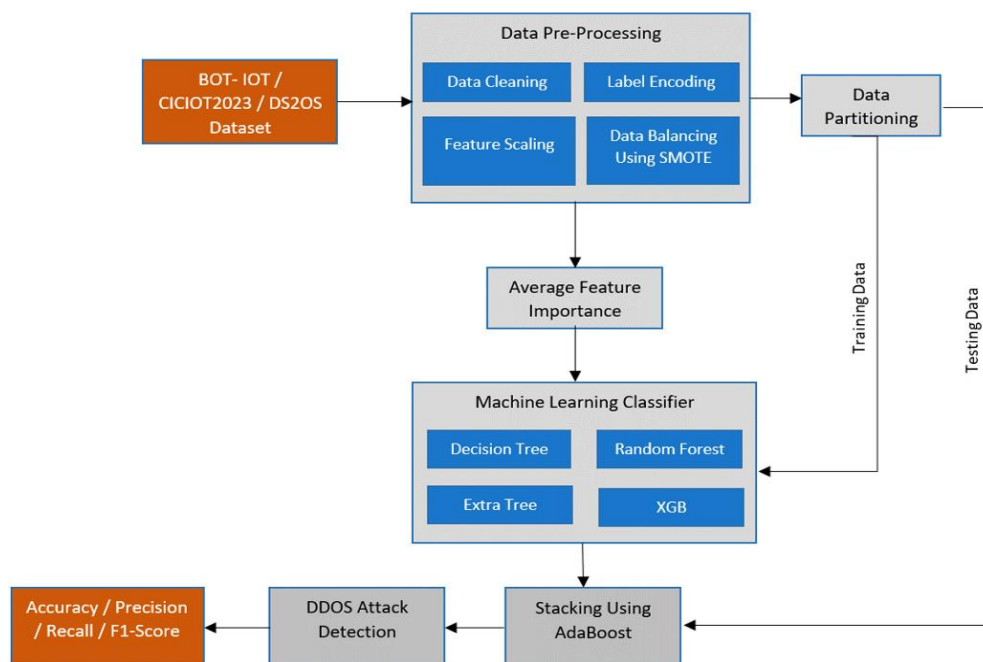 Data Pre-Processing
BOT- IOT /
CICIOT2023 / DS2OS
Dataset
Data Cleaning
Label Encoding
Feature Scaling
Data Balancing
Using SMOTE
Data
Partitioning
Average Feature
Importance
Training Data
Testing Data
Machine Learning Classifier
Decision Tree
Random Forest
Extra Tree
XGB
Accuracy / Precision
/ Recall / F1-Score
DDOS Attack
Detection
Stacking Using
AdaBoost